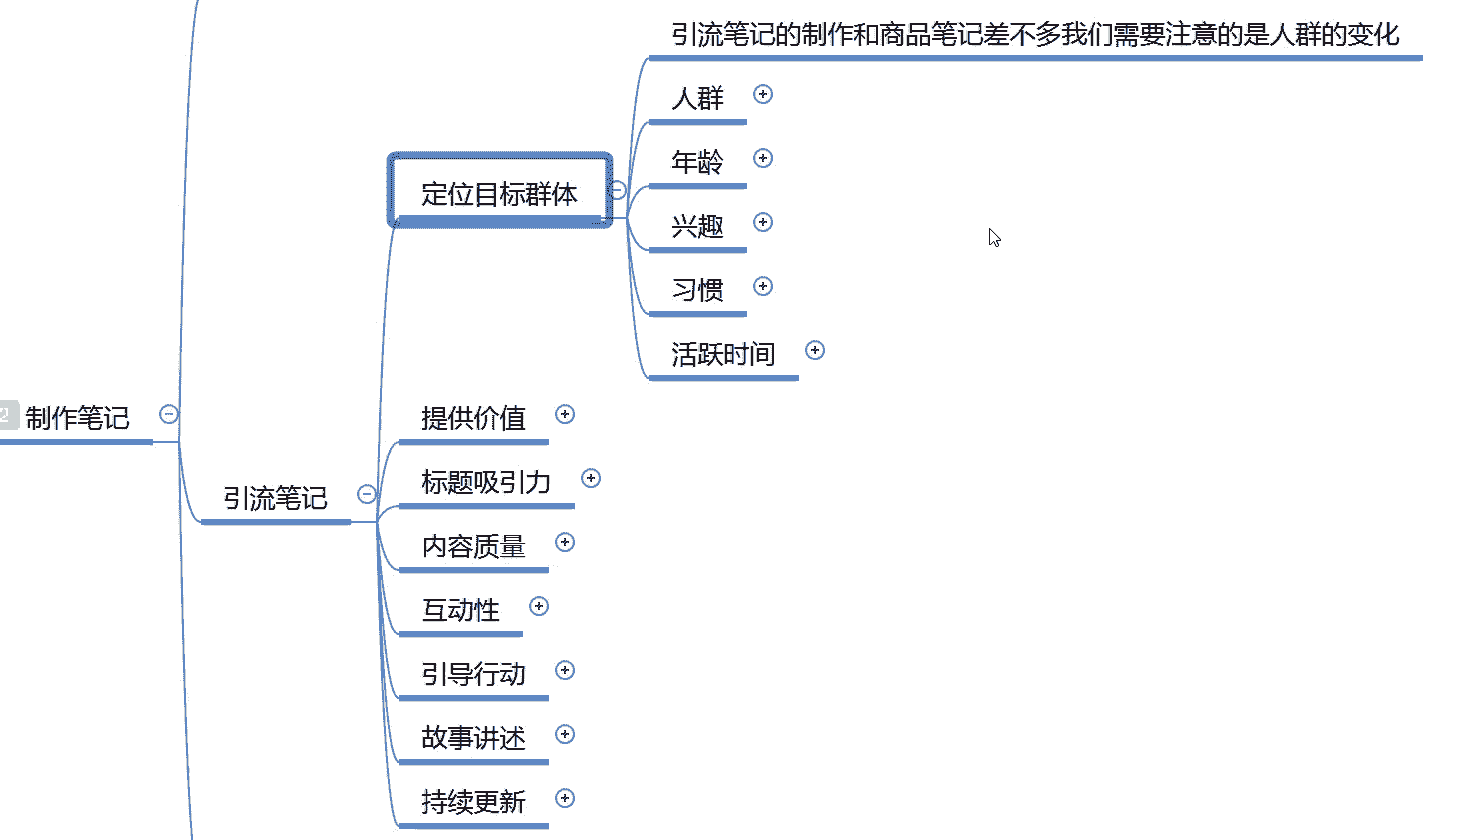 引流笔记的制作和商品笔记差不多我们需要注意的是人群的变化
人群
年龄
定位目标群体
兴趣
习惯
活跃时间
2 制作笔记
提供价值
标题吸引力
引流笔记
内容质量
互动性
引导行动
故事讲述
持续更新